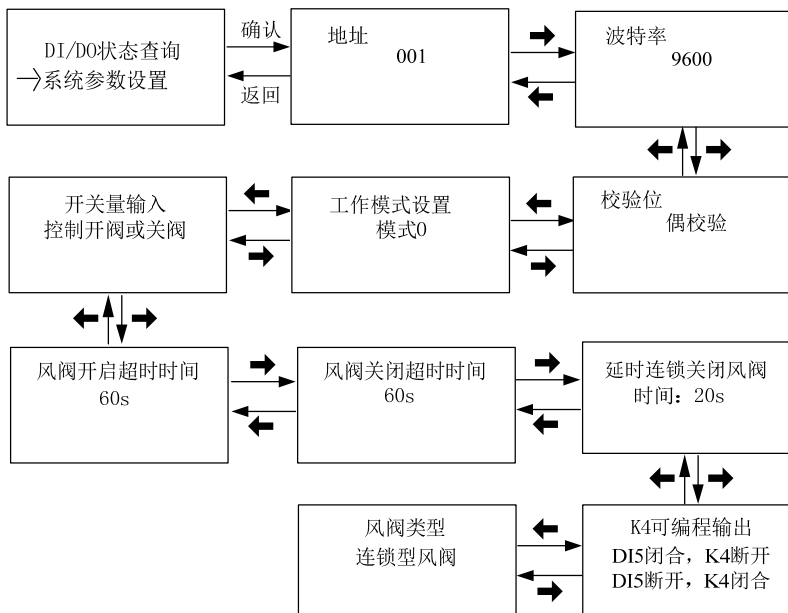 DI/DO状态查询
→系统参数设置
确认
返回
地址
001
波特率
9600
开关量输入
控制开阀或关阀
工作模式设置
模式0
校验位
偶校验
风阀开启超时时间
60s
风阀关闭超时时间
60s
延时连锁关闭风阀
时间：20s
风阀类型
连锁型风阀
K4可编程输出
DI5闭合，K4断开
DI5断开，K4闭合